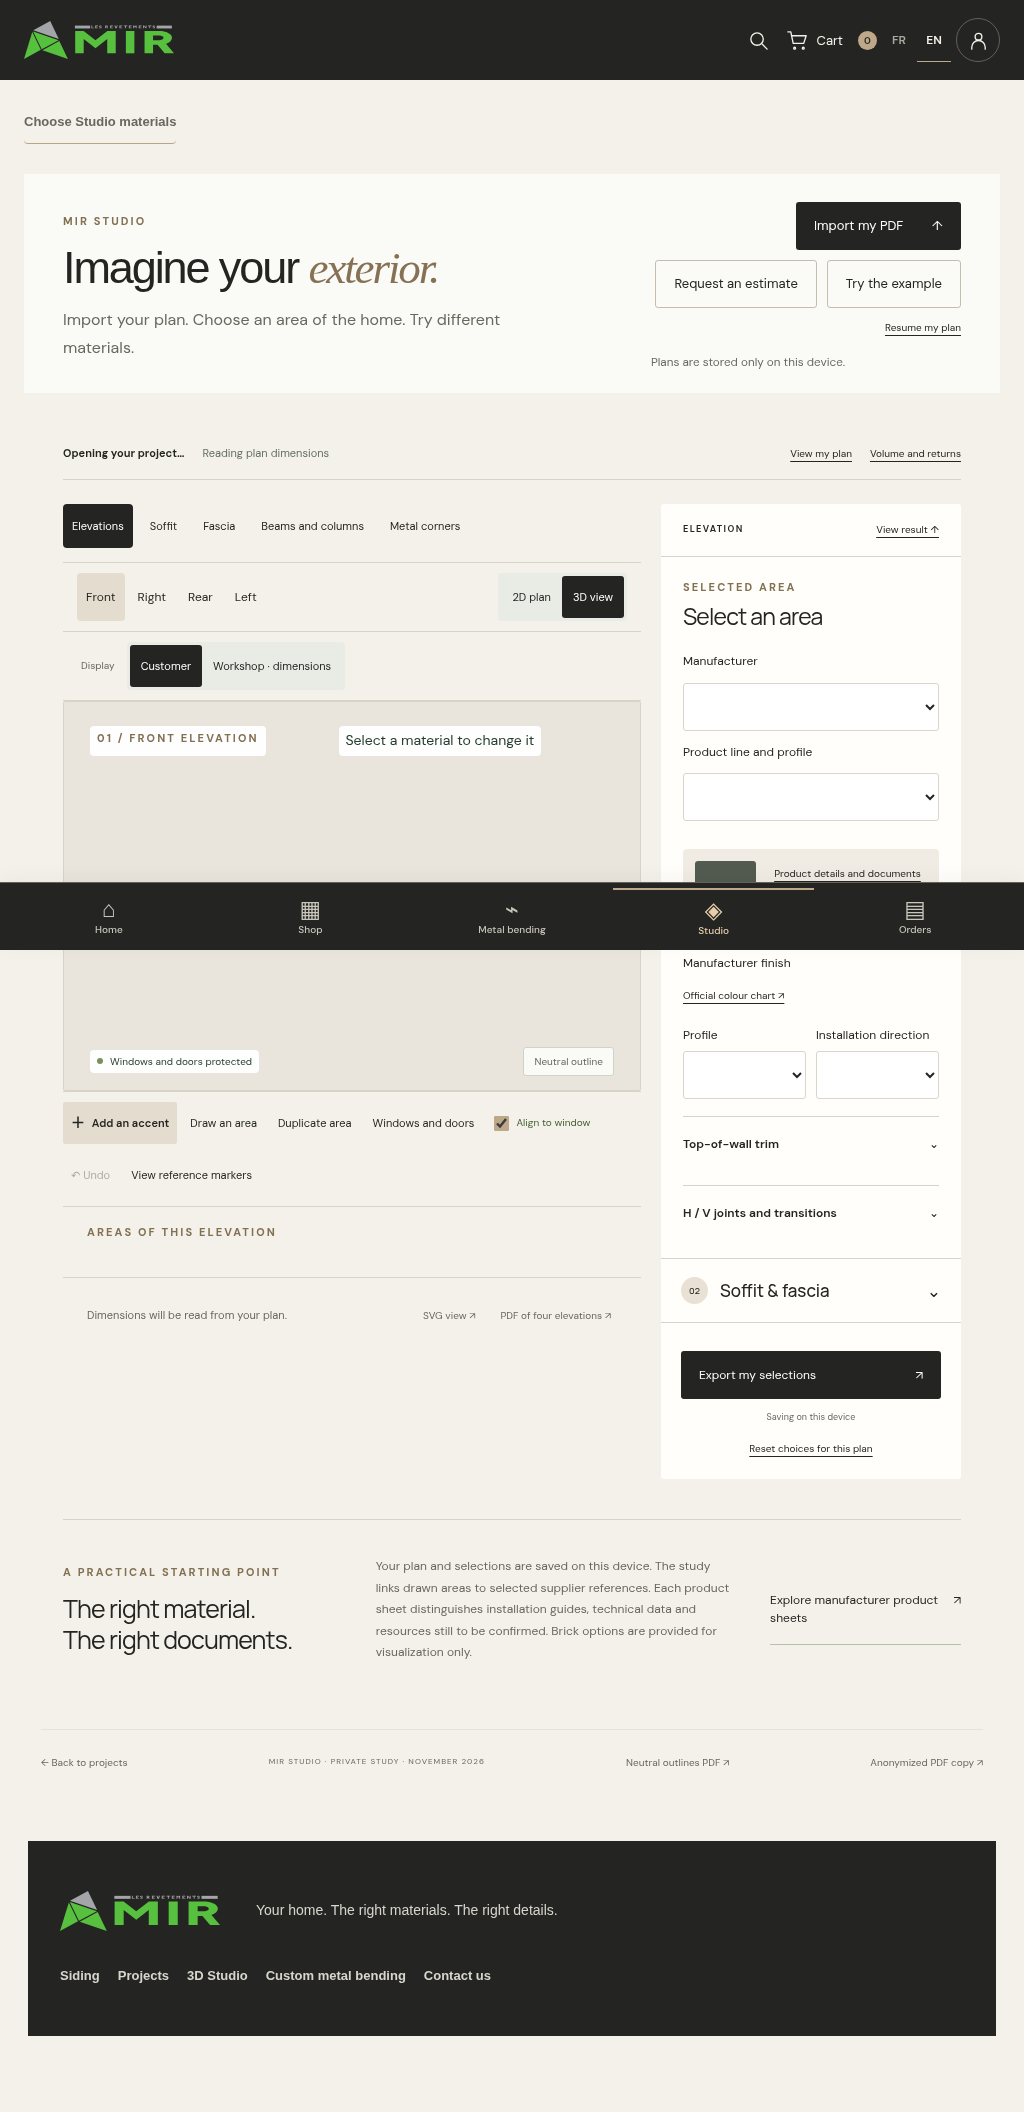 LES REVÊTEMENTS
MIR
Cart
0
FR
EN
Choose Studio materials
MIR STUDIO
Imagine your exterior.
Import your plan. Choose an area of the home. Try different
materials.
Import my PDF ↑
Request an estimate
Try the example
Resume my plan
Plans are stored only on this device.
Opening your project...
Reading plan dimensions
View my plan
Volume and returns
Elevations
Soffit
Fascia
Beams and columns
Metal corners
Front
Right
Rear
Left
2D plan
3D view
Display
Customer
Workshop · dimensions
01 / FRONT ELEVATION
Select a material to change it
Windows and doors protected
Neutral outline
+ Add an accent
Draw an area
Duplicate area
Windows and doors
Align to window
↶ Undo
View reference markers
AREAS OF THIS ELEVATION
Dimensions will be read from your plan.
SVG view ↗
PDF of four elevations ↗
ELEVATION
View result ↑
SELECTED AREA
Select an area
Manufacturer
Product line and profile
Product details and documents
Home
Shop
Metal bending
Studio
Orders
Manufacturer finish
Official colour chart ↗
Profile
Installation direction
Top-of-wall trim
H / V joints and transitions
02
Soffit & fascia
Export my selections ↗
Saving on this device
Reset choices for this plan
A PRACTICAL STARTING POINT
The right material.
The right documents.
Your plan and selections are saved on this device. The study
links drawn areas to selected supplier references. Each product
sheet distinguishes installation guides, technical data and
resources still to be confirmed. Brick options are provided for
visualization only.
Explore manufacturer product ↗
sheets
← Back to projects
MIR STUDIO · PRIVATE STUDY · NOVEMBER 2026
Neutral outlines PDF ↗
Anonymized PDF copy ↗
LES REVETEMENTS
MIR
Your home. The right materials. The right details.
Siding
Projects
3D Studio
Custom metal bending
Contact us